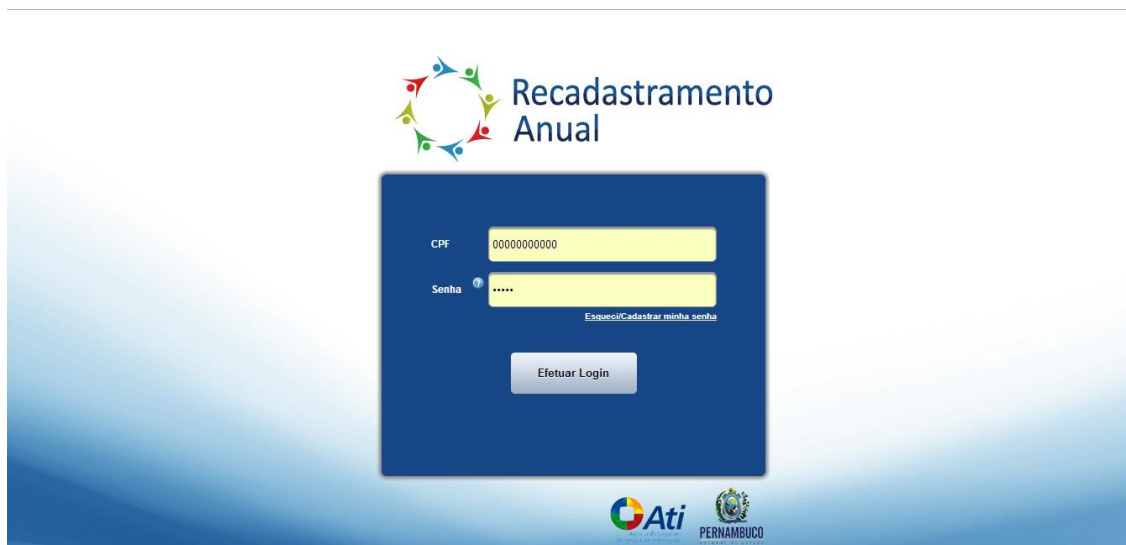 Recadastramento
Anual
CPF
00000000000
Senha ?
•••••
Esqueci/Cadastrar minha senha
Efetuar Login
Ati
PERNAMBUCO